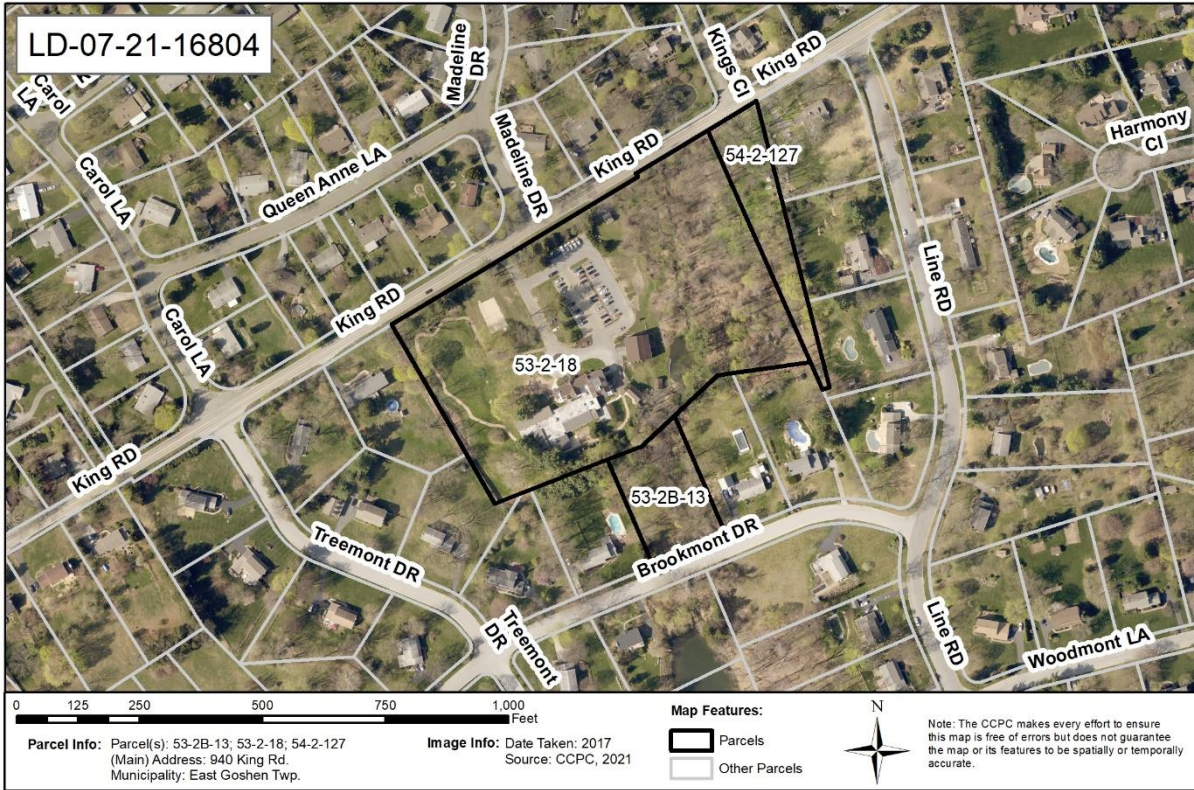 LD-07-21-16804
Carol
LA
Madeline
DR
Kings CI
King RD
Harmony
CI
Queen Anne LA
Madeline DR
King RD
54-2-127
Carol LA
Line RD
King RD
Carol LA
53-2-18
King RD
53-2B-13
Treemont DR
Brookmont DR
Treemont
DR
Line RD
Woodmont LA
0 125 250 500 750 1,000
Feet
Parcel Info: Parcel(s): 53-2B-13; 53-2-18; 54-2-127
(Main) Address: 940 King Rd.
Municipality: East Goshen Twp.
Image Info: Date Taken: 2017
Source: CCPC, 2021
Map Features:
Parcels
Other Parcels
N
Note: The CCPC makes every effort to ensure
this map is free of errors but does not guarantee
the map or its features to be spatially or temporally
accurate.